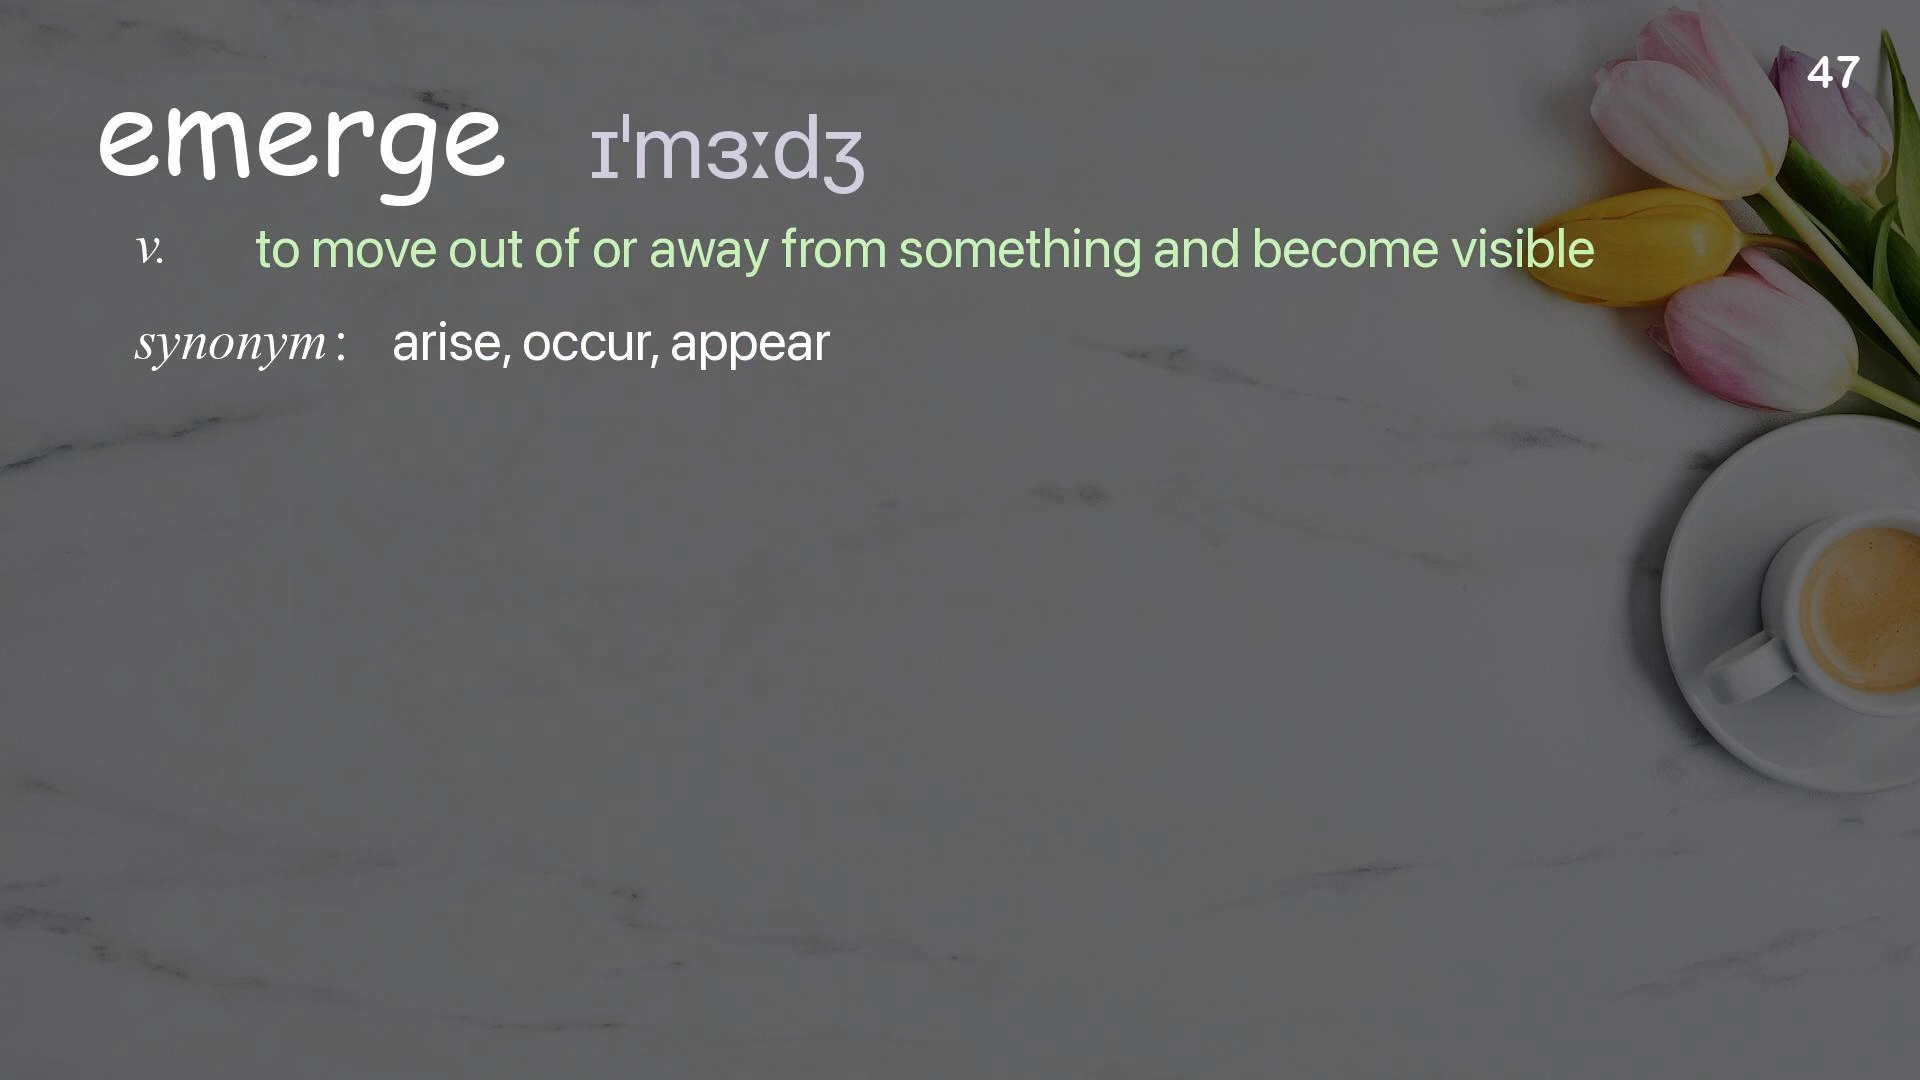 47
emerge ɪˈmɜːdʒ
v. to move out of or away from something and become visible
synonym: arise, occur, appear